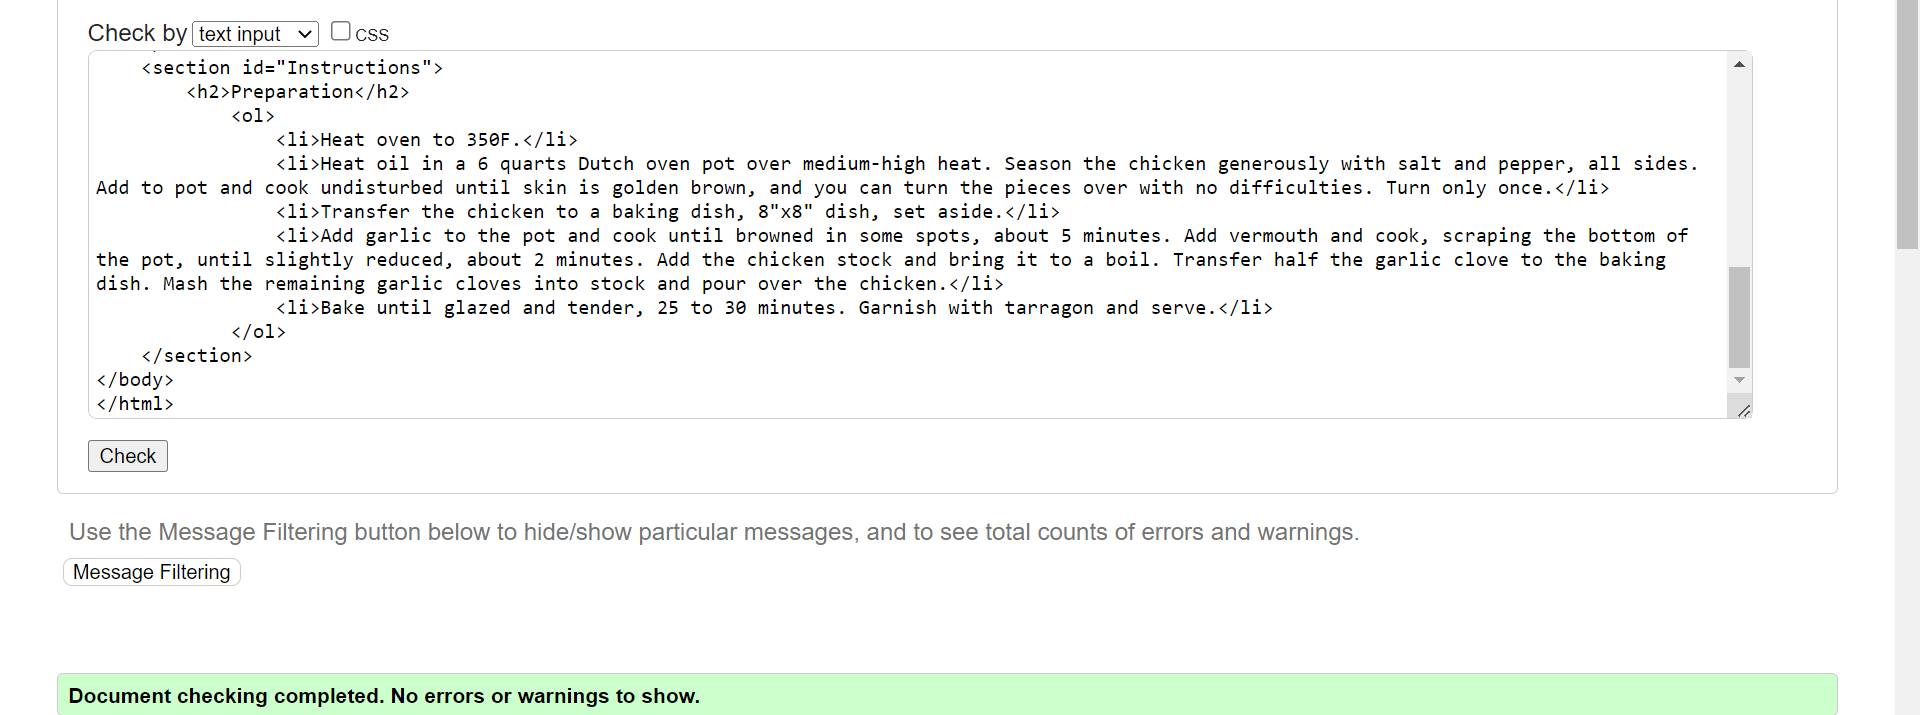 Check by text input CSS
<section id="Instructions">
<h2>Preparation</h2>
<ol>
<li>Heat oven to 350F.</li>
<li>Heat oil in a 6 quarts Dutch oven pot over medium-high heat. Season the chicken generously with salt and pepper, all sides.
Add to pot and cook undisturbed until skin is golden brown, and you can turn the pieces over with no difficulties. Turn only once.</li>
<li>Transfer the chicken to a baking dish, 8"x8" dish, set aside.</li>
<li>Add garlic to the pot and cook until browned in some spots, about 5 minutes. Add vermouth and cook, scraping the bottom of
the pot, until slightly reduced, about 2 minutes. Add the chicken stock and bring it to a boil. Transfer half the garlic clove to the baking
dish. Mash the remaining garlic cloves into stock and pour over the chicken.</li>
<li>Bake until glazed and tender, 25 to 30 minutes. Garnish with tarragon and serve.</li>
</ol>
</section>
</body>
</html>
Check
Use the Message Filtering button below to hide/show particular messages, and to see total counts of errors and warnings.
Message Filtering
Document checking completed. No errors or warnings to show.